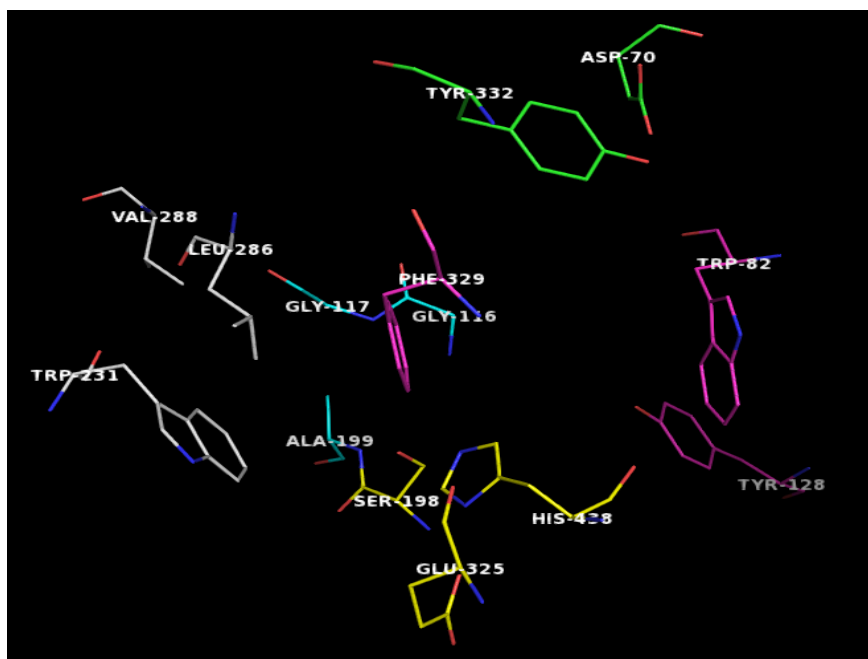 ASP-70
TYR-332
VAL-288
LEU-286
TRP-82
PHE-329
GLY-117
GLY-116
TRP-231
ALA-199
TYR-128
SER-198
HIS-438
GLU-325